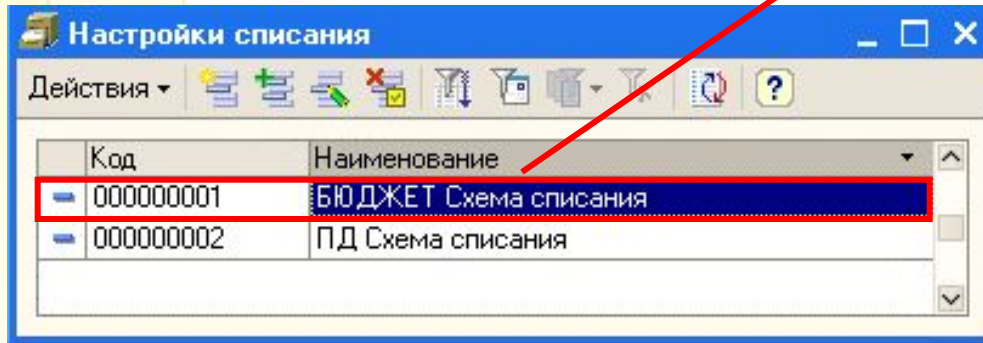 Настройки списания
Действия
?
Код Наименование
000000001 БЮДЖЕТ Схема списания
000000002 ПД Схема списания